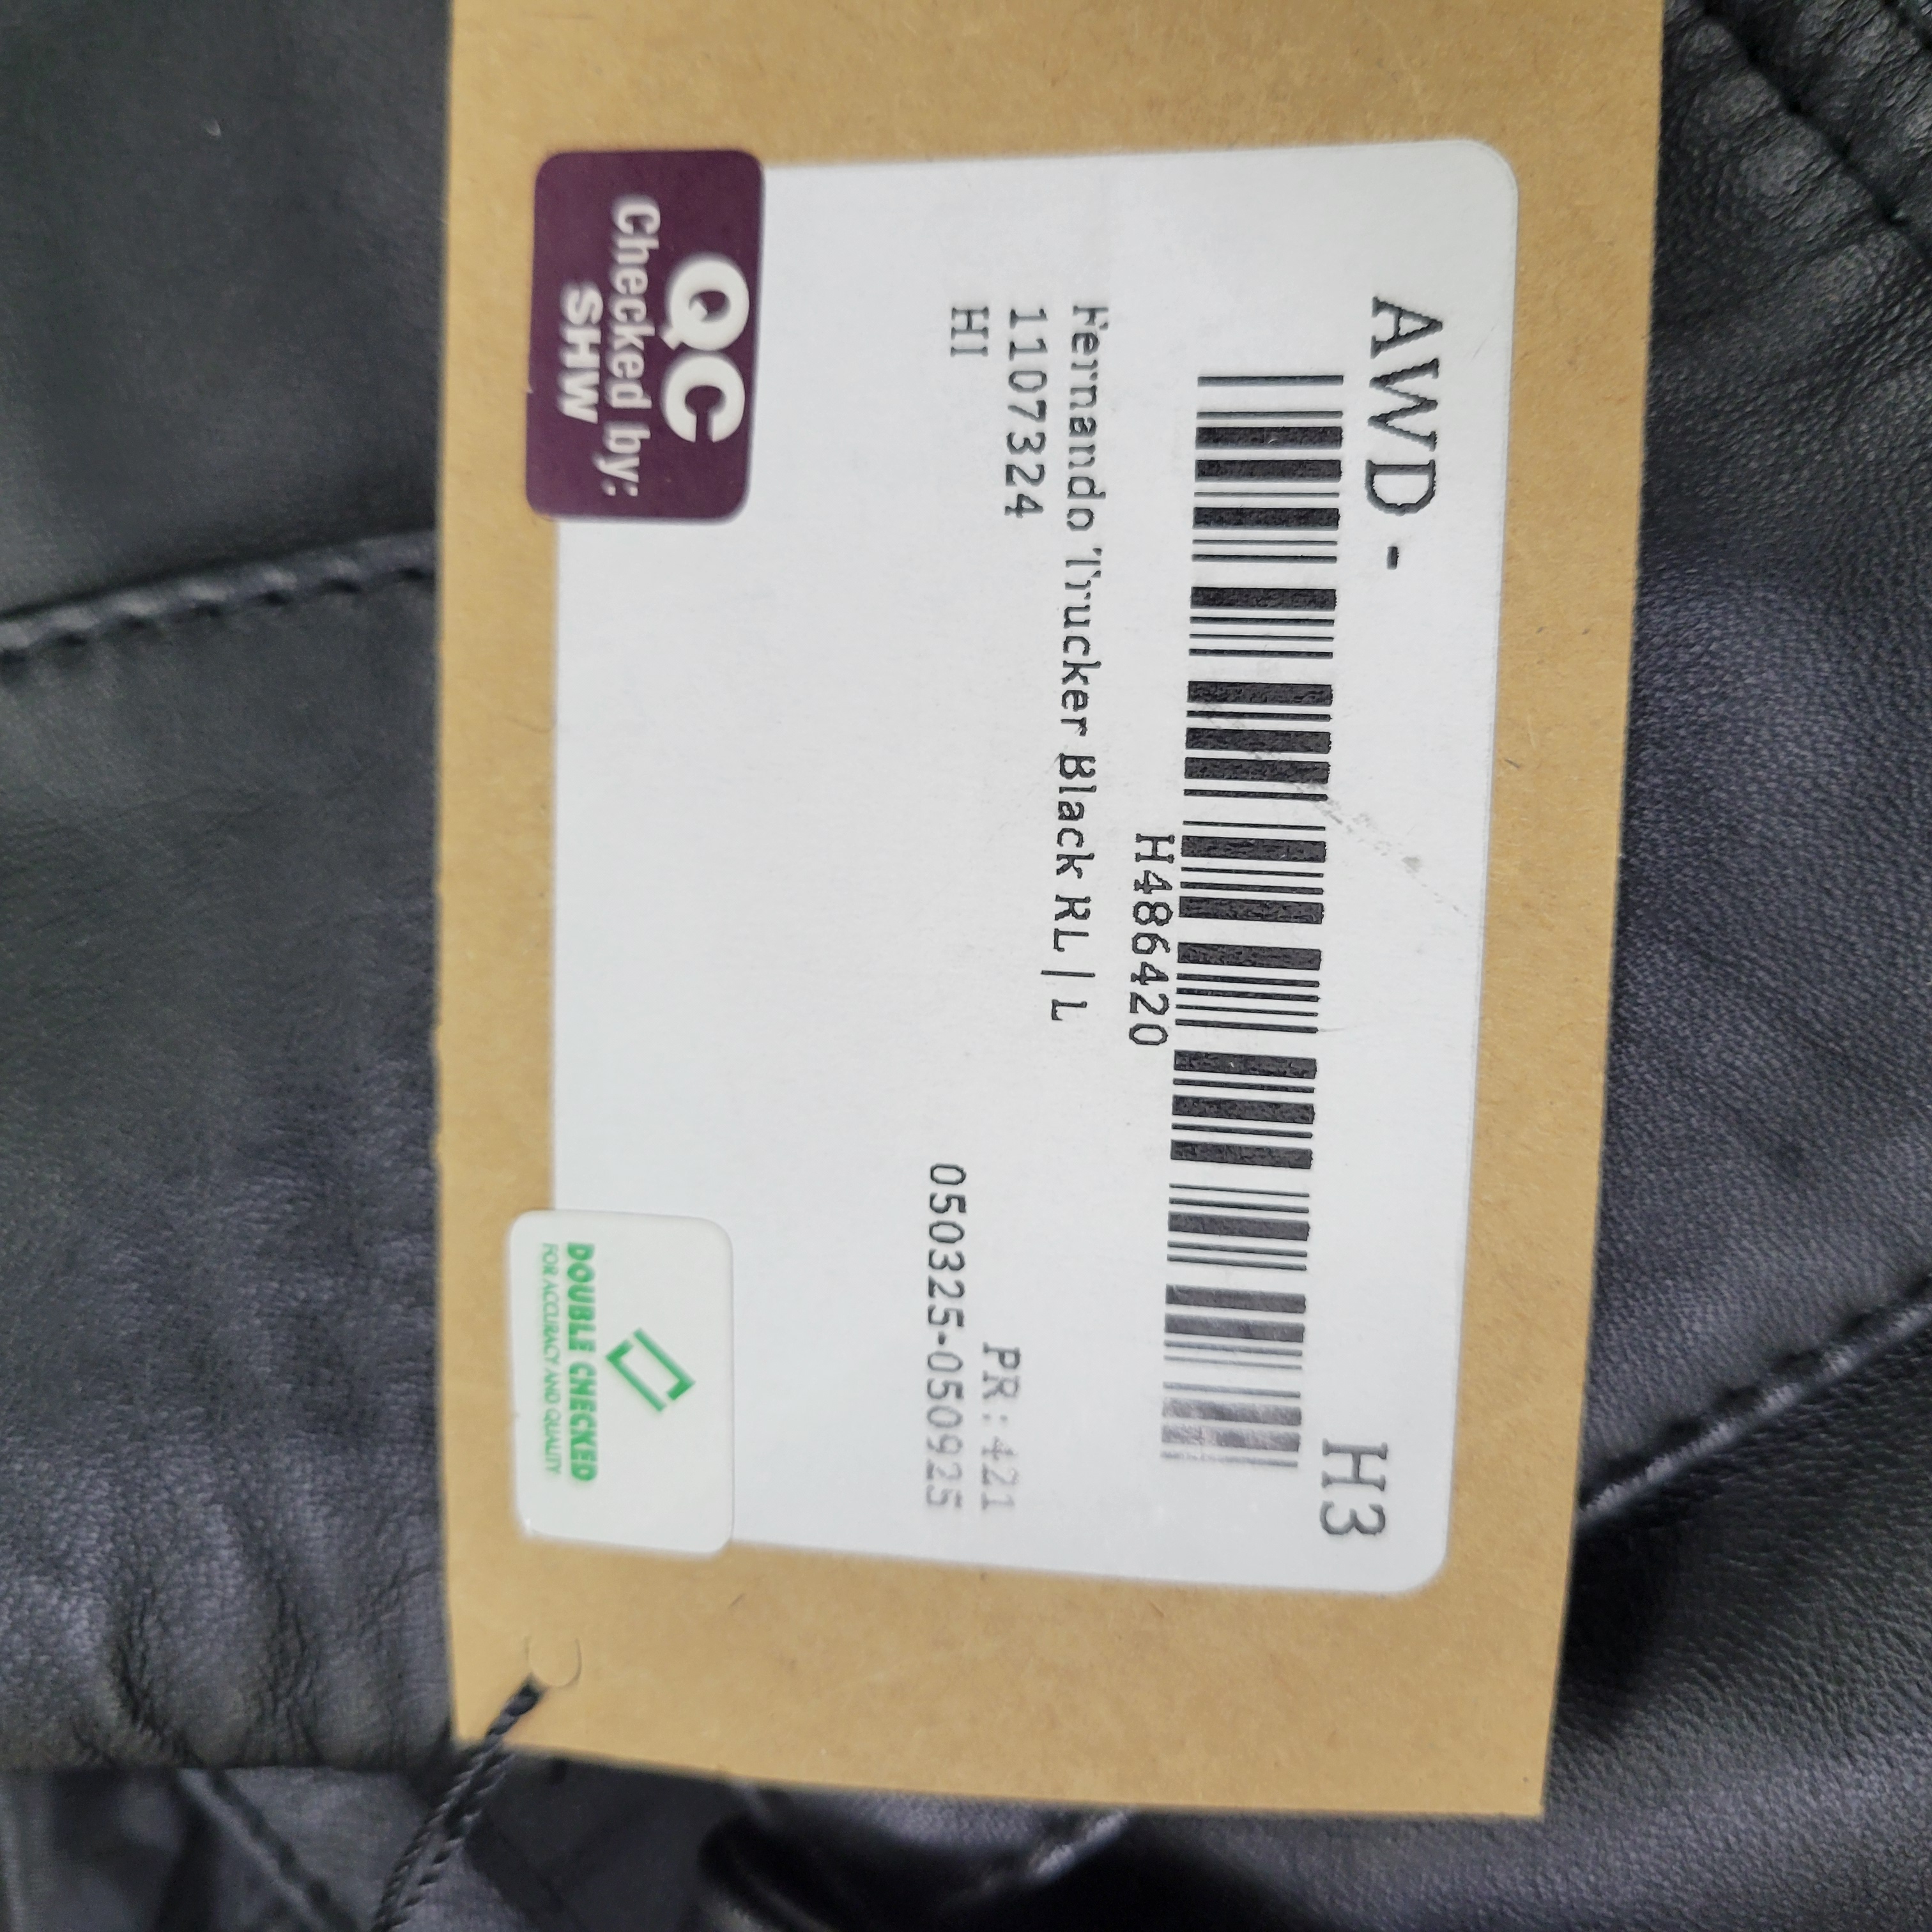 AWD - H3
H486420
Fernando Trucker Black RL | L
11107324
HI
PR:421
050325-050925
QC
Checked by:
SHW
DOUBLE CHECKED
FOR ACCURACY AND QUALITY